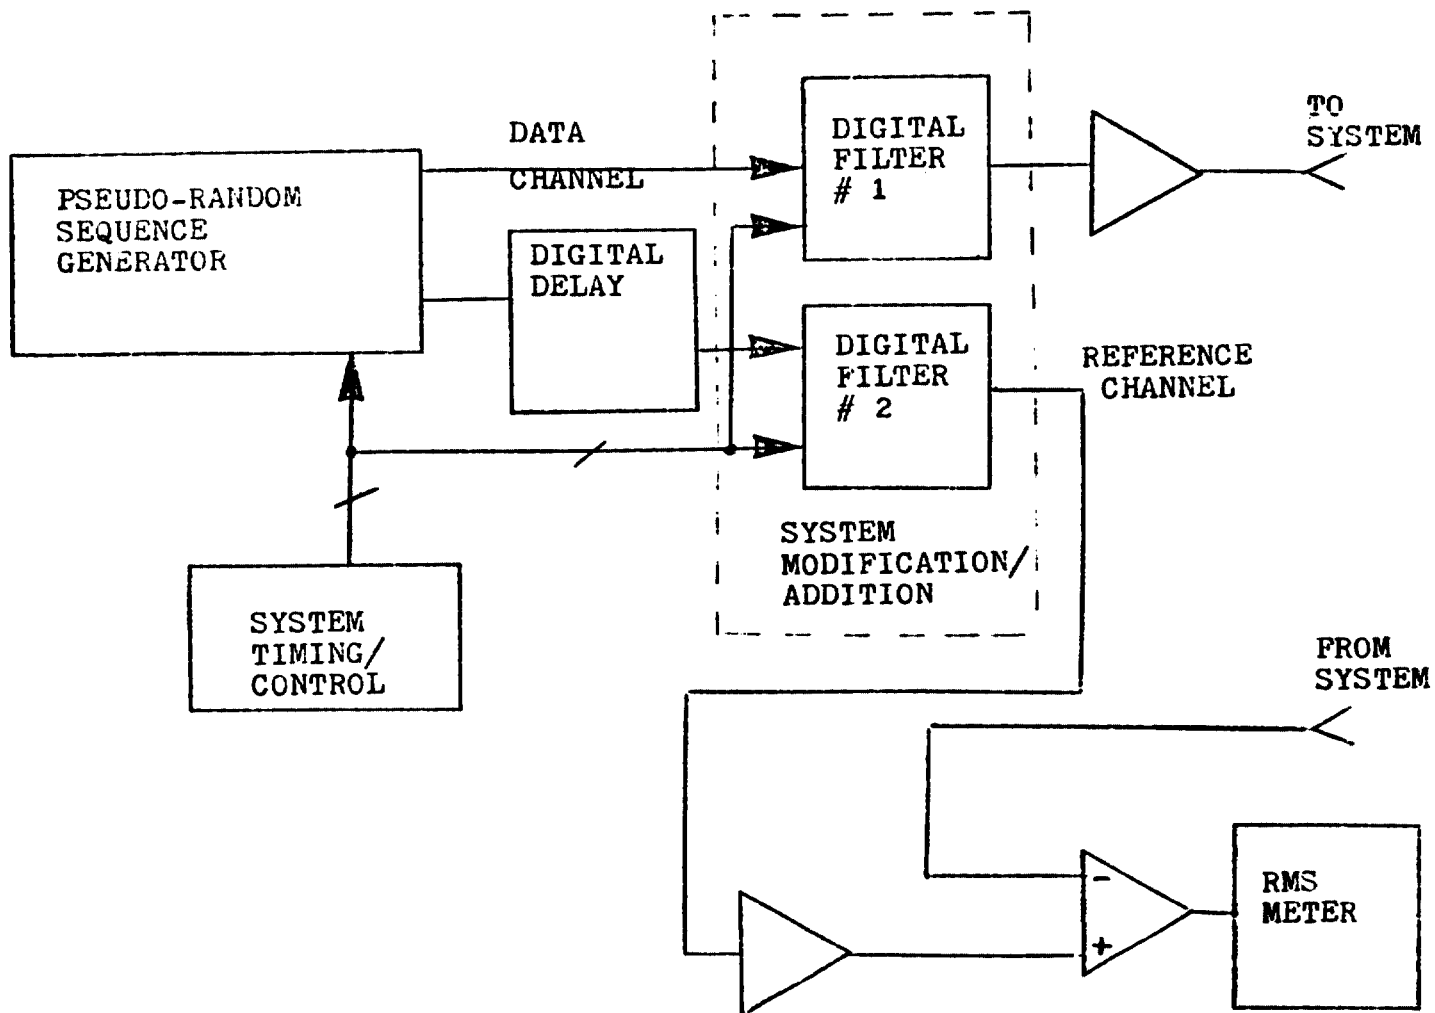 DATA
CHANNEL
PSEUDO-RANDOM
SEQUENCE
GENERATOR
DIGITAL
DELAY
DIGITAL
FILTER
# 1
TO
SYSTEM
DIGITAL
FILTER
# 2
REFERENCE
CHANNEL
SYSTEM
MODIFICATION/
ADDITION
SYSTEM
TIMING/
CONTROL
FROM
SYSTEM
-
+
RMS
METER